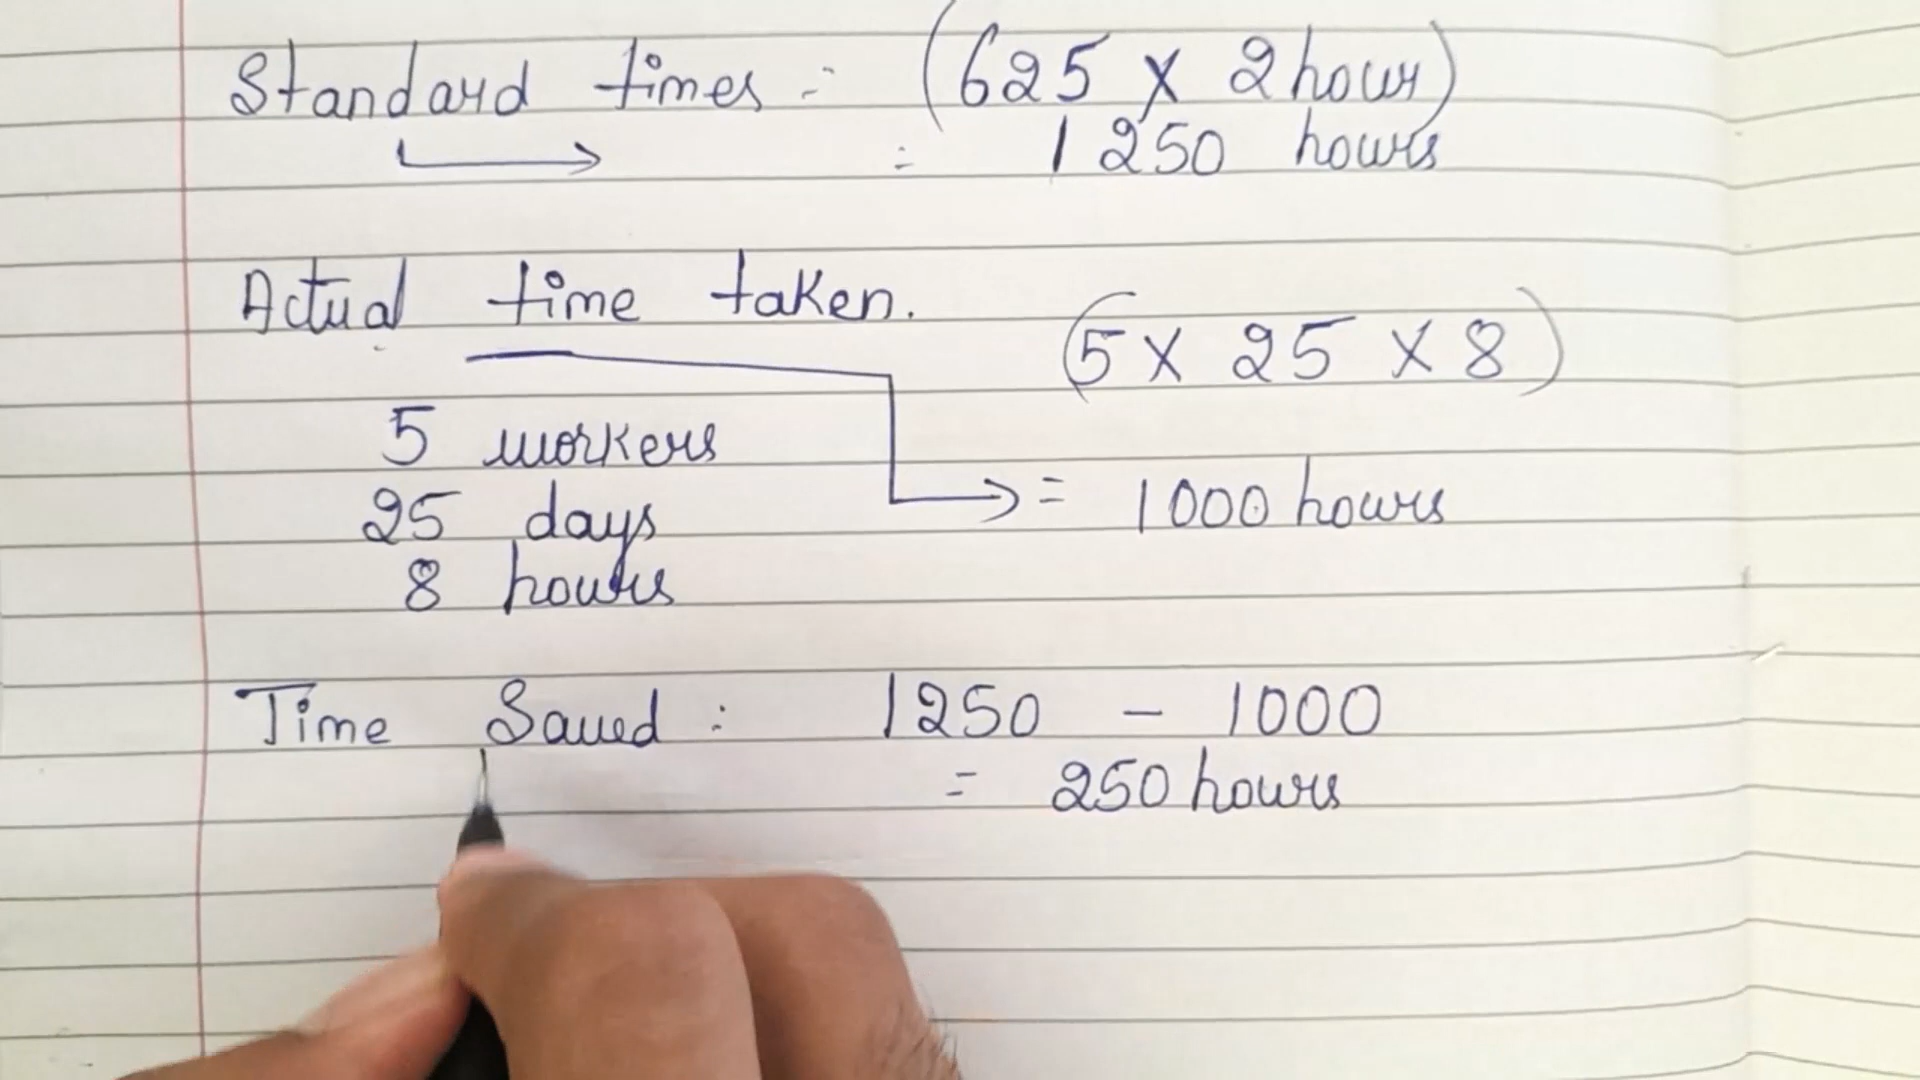 Standard times :- (625 X 2 hour)
= 1250 hours
Actual time taken. (5 X 25 X 8)
5 workers
25 days = 1000 hours
8 hours
Time Saved : 1250 - 1000
= 250 hours